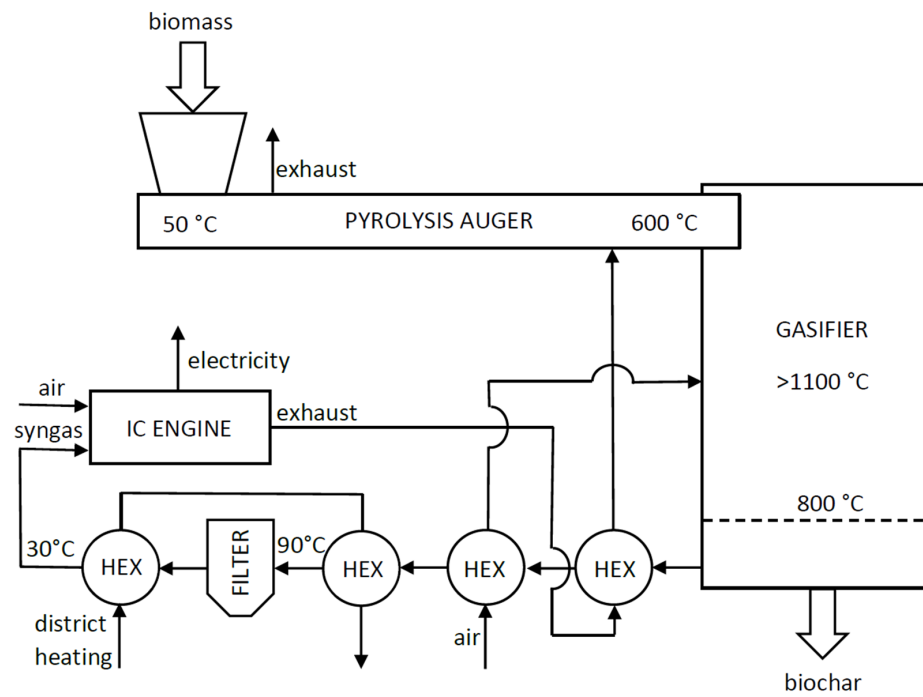 biomass
exhaust
50 °C
PYROLYSIS AUGER
600 °C
GASIFIER
>1100 °C
electricity
air
exhaust
syngas
IC ENGINE
800 °C
30°C
HEX
FILTER
90°C
HEX
HEX
HEX
district
heating
air
biochar